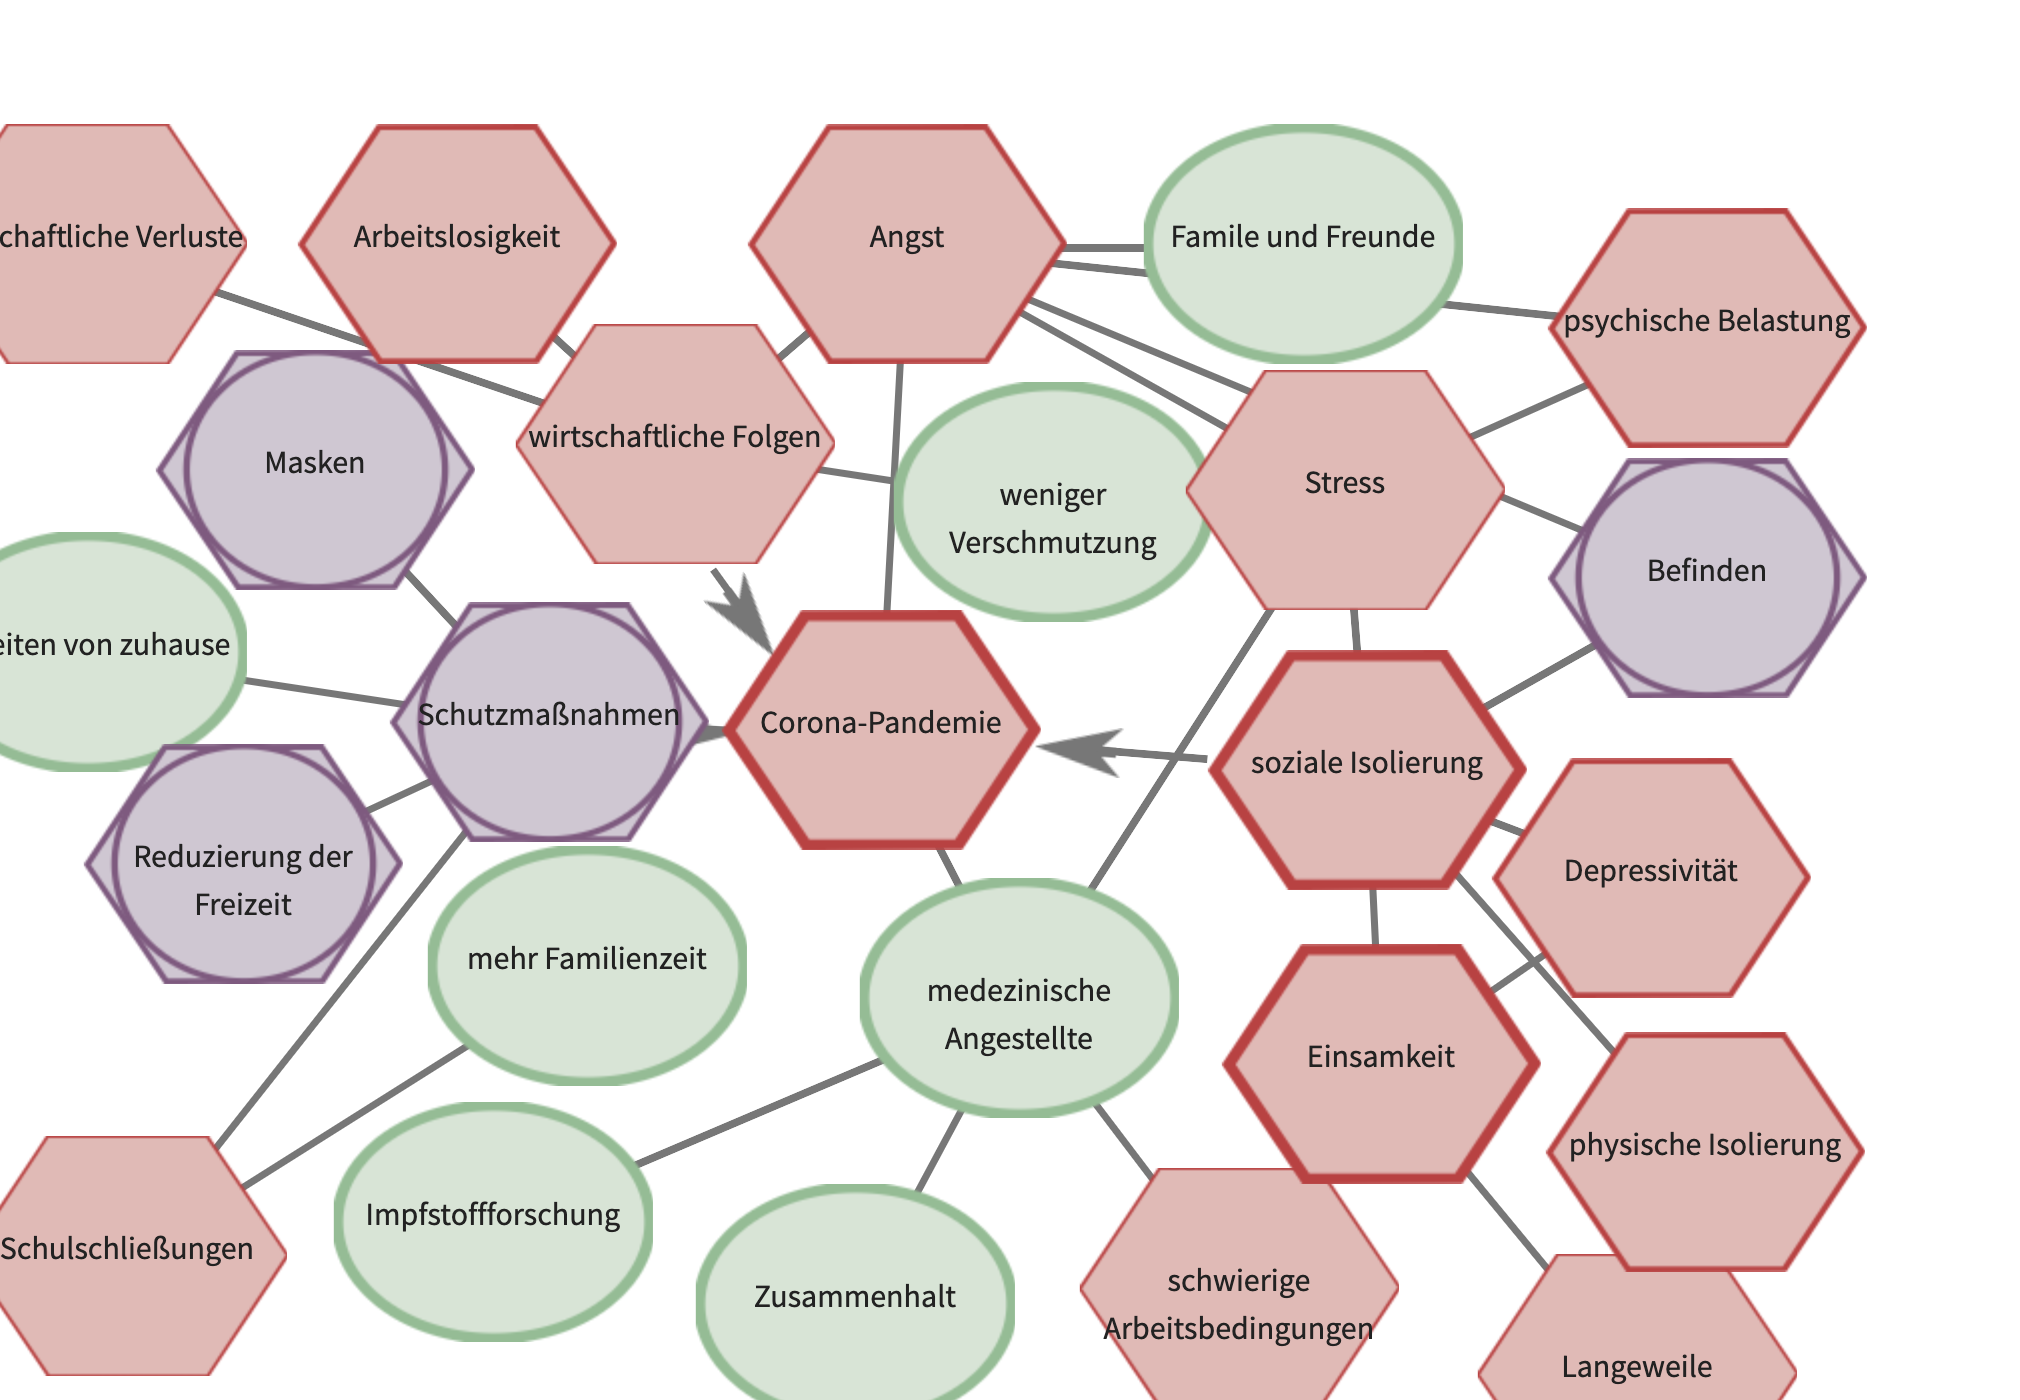 chaftliche Verluste
Arbeitslosigkeit
Angst
Famile und Freunde
psychische Belastung
Masken
wirtschaftliche Folgen
weniger
Verschmutzung
Stress
Befinden
eiten von zuhause
Schutzmaßnahmen
Corona-Pandemie
soziale Isolierung
Reduzierung der
Freizeit
Depressivität
mehr Familienzeit
medezinische
Angestellte
Einsamkeit
physische Isolierung
Impfstoffforschung
Schulschließungen
Zusammenhalt
schwierige
Arbeitsbedingungen
Langeweile